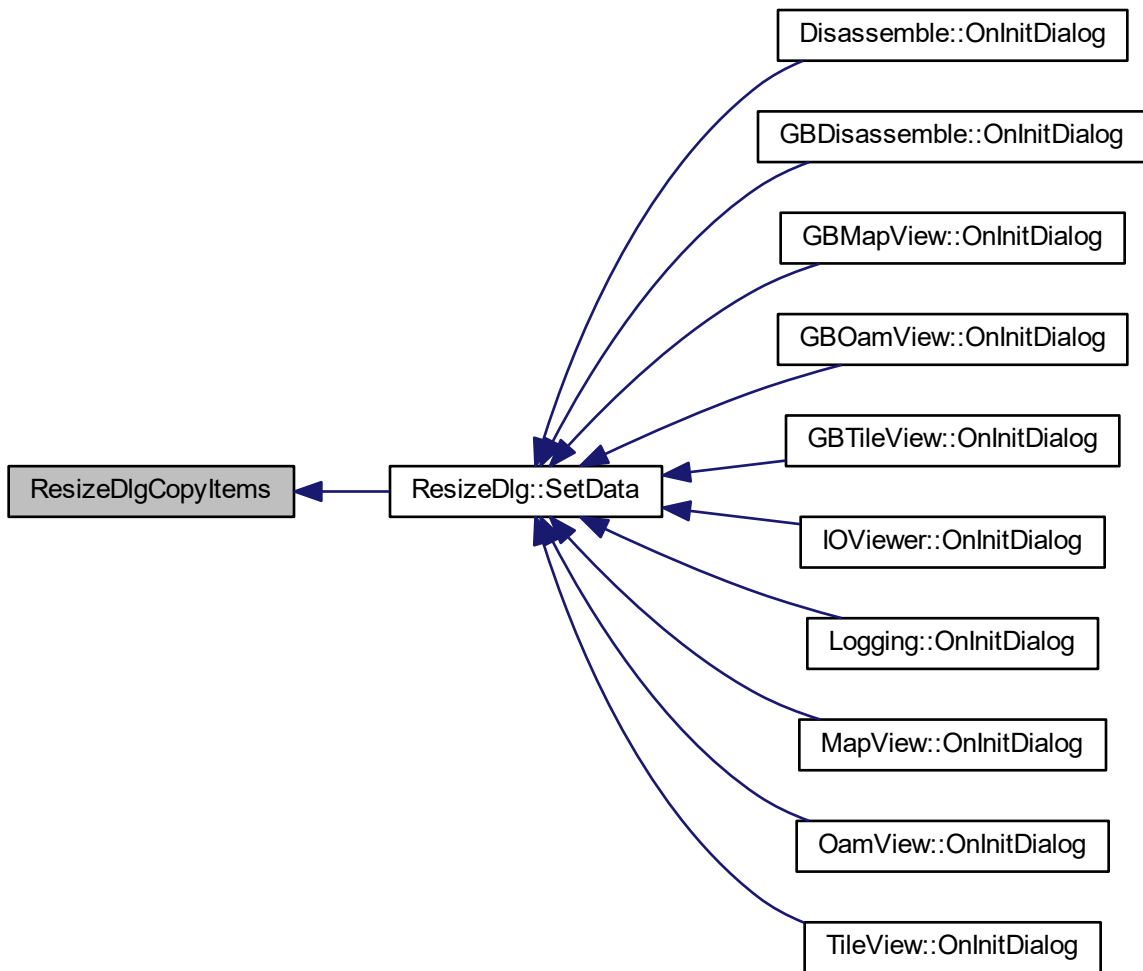 Disassemble::OnInitDialog
GBDisassemble::OnInitDialog
GBMapView::OnInitDialog
GBOamView::OnInitDialog
GBTileView::OnInitDialog
ResizeDlgCopyItems
ResizeDlg::SetData
IOViewer::OnInitDialog
Logging::OnInitDialog
MapView::OnInitDialog
OamView::OnInitDialog
TileView::OnInitDialog